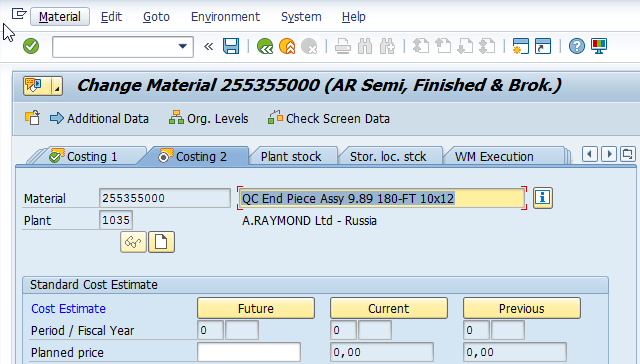 Material Edit Goto Environment System Help
Change Material 255355000 (AR Semi, Finished & Brok.)
Additional Data Org. Levels Check Screen Data
Costing 1 Costing 2 Plant stock Stor. loc. stck WM Execution
Material 255355000 QC End Piece Assy 9.89 180-FT 10x12
Plant 1035 A.RAYMOND Ltd - Russia
Standard Cost Estimate
Cost Estimate Future Current Previous
Period / Fiscal Year 0 0 0
Planned price 0,00 0,00